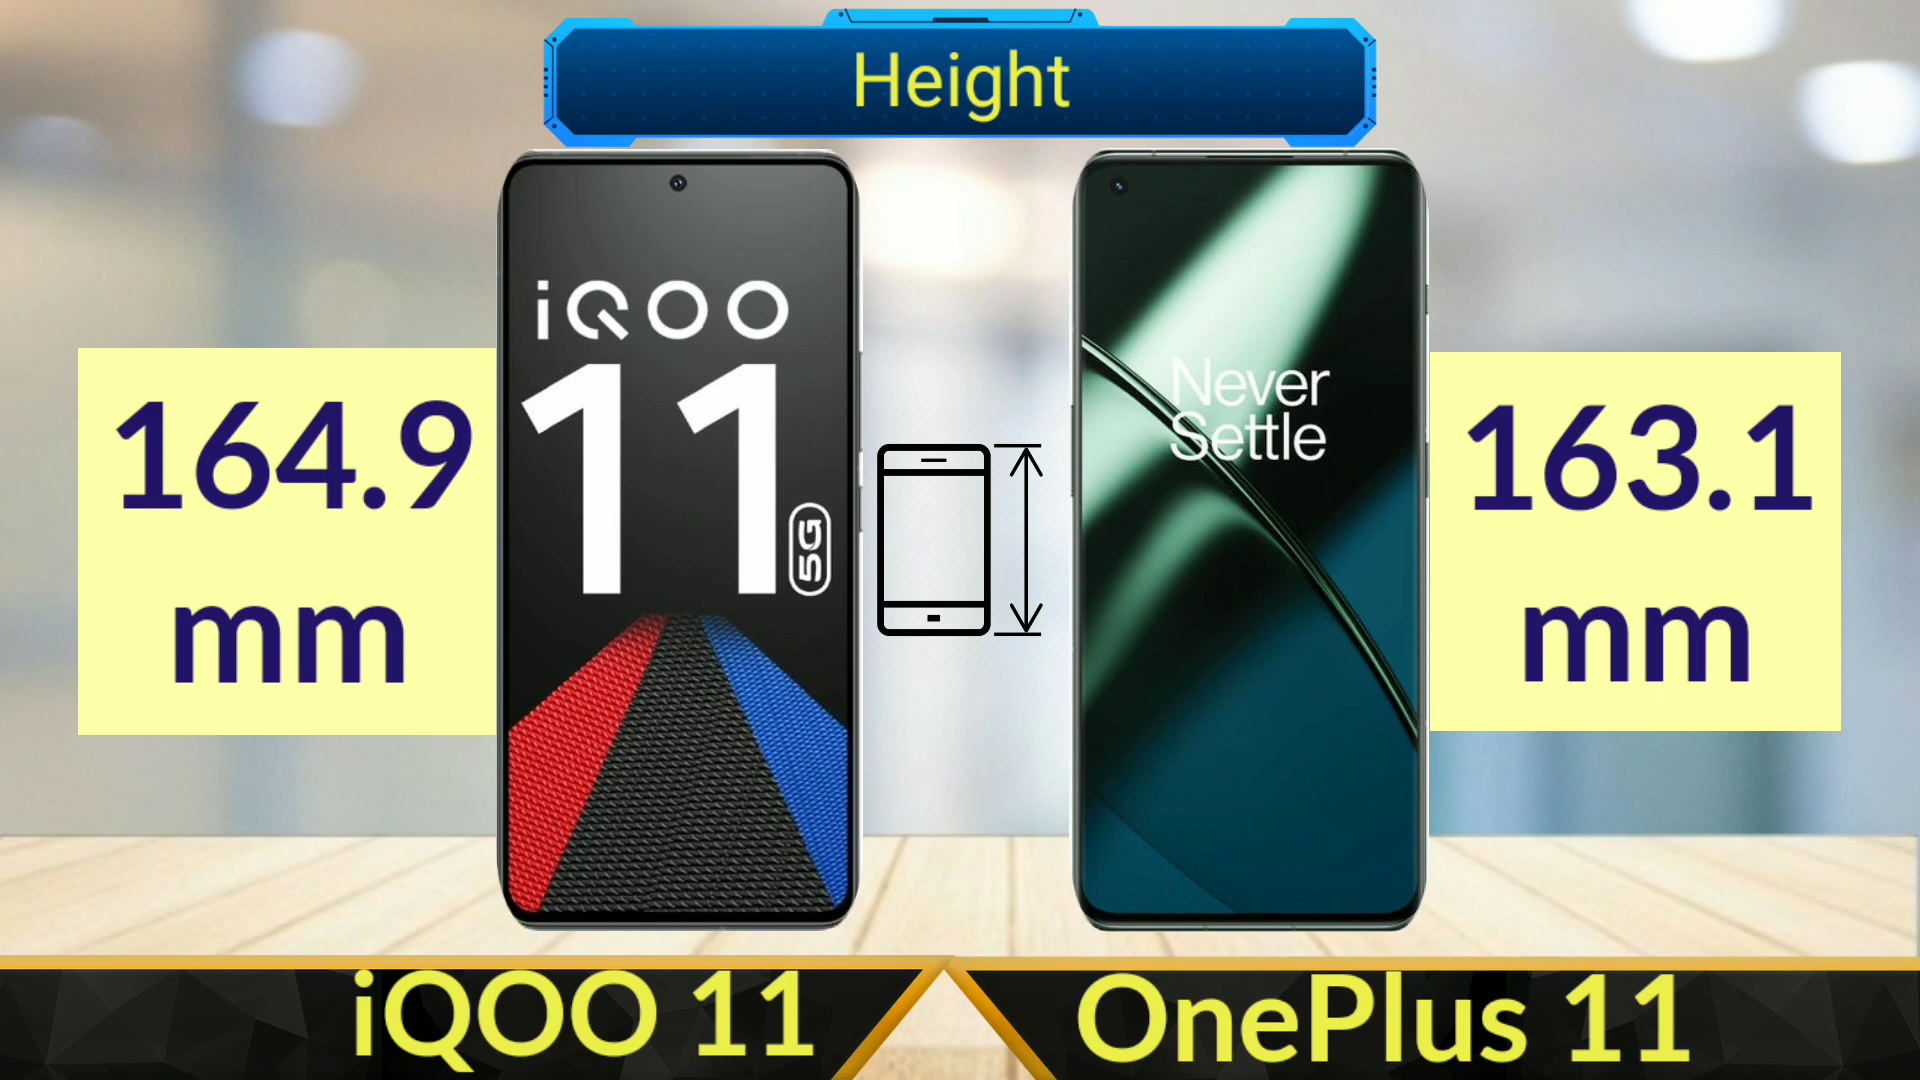 Height
164.9
mm
iQOO
11
5G
Never
Settle
163.1
mm
iQOO 11
OnePlus 11